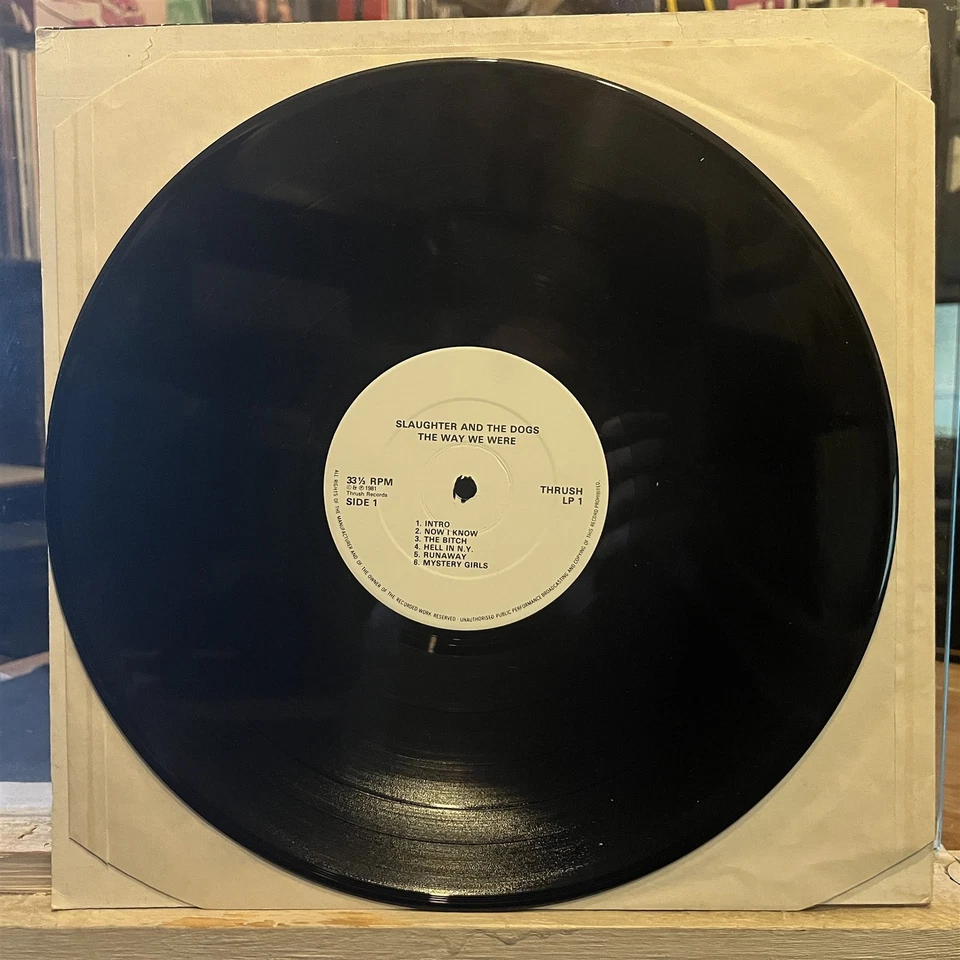 SLAUGHTER AND THE DOGS
THE WAY WE WERE
33⅓ RPM
© & ℗ 1981
Thrush Records
SIDE 1
THRUSH
LP 1
1. INTRO
2. NOW I KNOW
3. THE BITCH
4. HELL IN N.Y.
5. RUNAWAY
6. MYSTERY GIRLS
ALL RIGHTS OF THE MANUFACTURER AND OF THE OWNER OF THE RECORDED WORK RESERVED · UNAUTHORISED PUBLIC PERFORMANCE BROADCASTING AND COPYING OF THIS RECORD PROHIBITED.